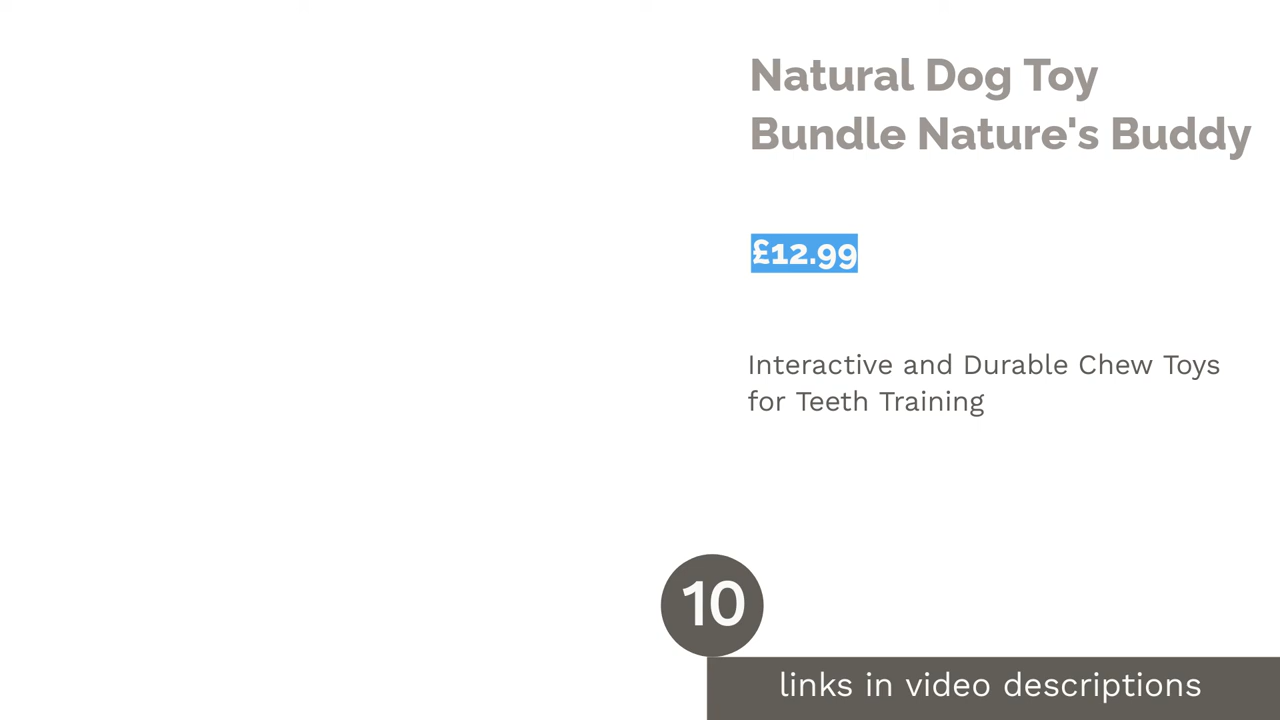 Natural Dog Toy
Bundle Nature's Buddy
£12.99
Interactive and Durable Chew Toys
for Teeth Training
10
links in video descriptions